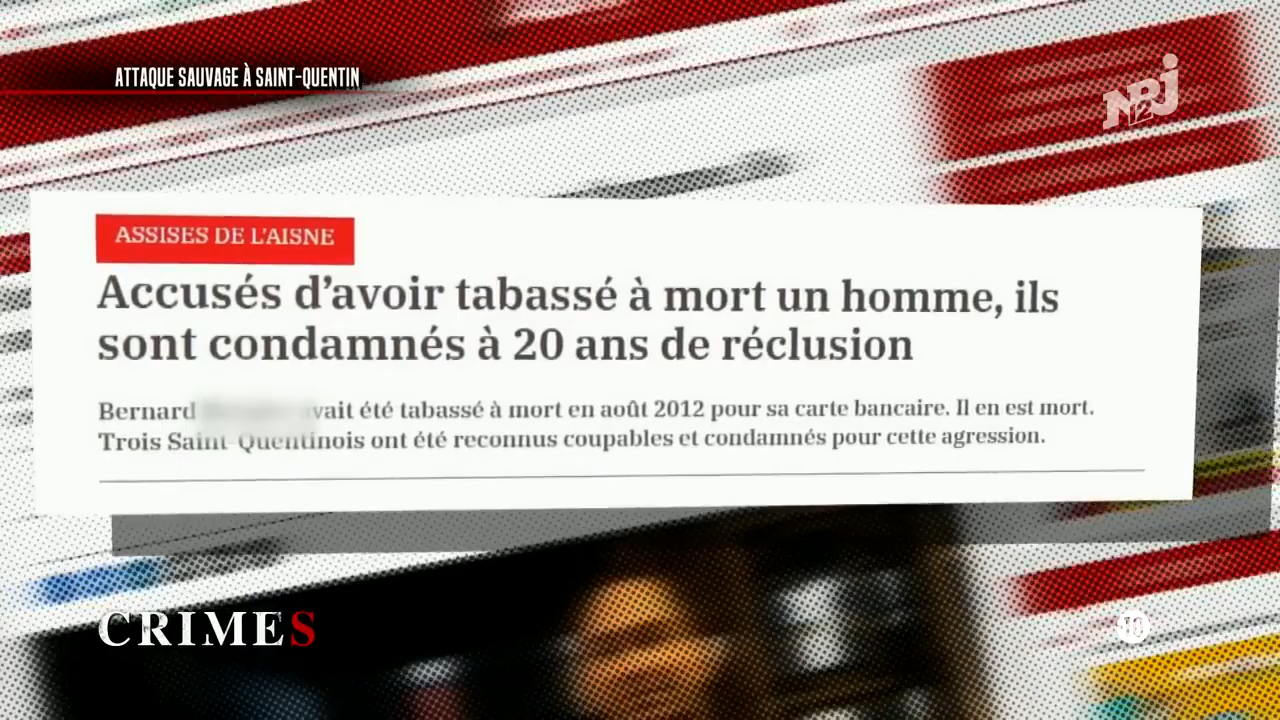 ATTAQUE SAUVAGE À SAINT-QUENTIN
NRJ
12
ASSISES DE L'AISNE
Accusés d'avoir tabassé à mort un homme, ils
sont condamnés à 20 ans de réclusion
Bernard vait été tabassé à mort en août 2012 pour sa carte bancaire. Il en est mort.
Trois Saint-Quentinois ont été reconnus coupables et condamnés pour cette agression.
CRIMES
-10